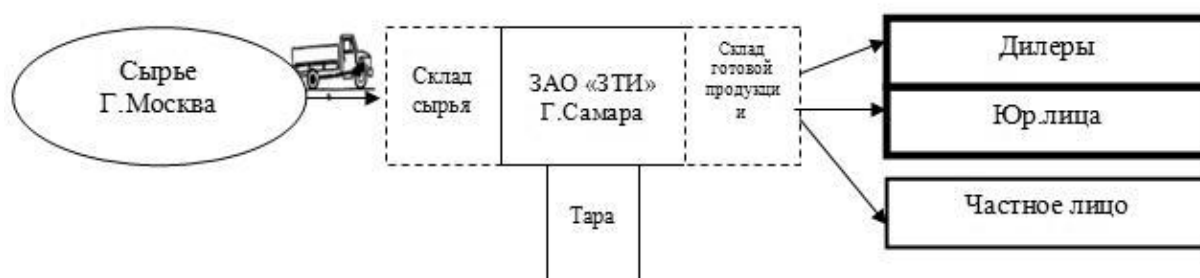 Сырье
Г.Москва
Склад
сырья
ЗАО «ЗТИ»
Г.Самара
Склад
готовой
продукци
и
Дилеры
Юр.лица
Частное лицо
Тара